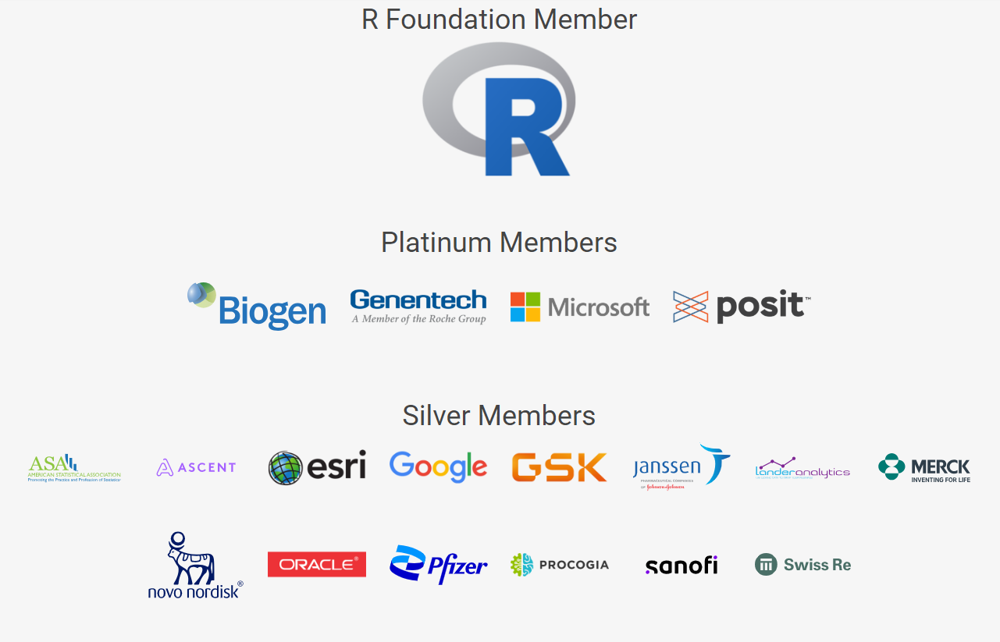 R Foundation Member
R
Platinum Members
Biogen
Genentech
A Member of the Roche Group
Microsoft
posit™
Silver Members
ASA
AMERICAN STATISTICAL ASSOCIATION
Promoting the Practice and Profession of Statistics
ASCENT
esri
Google
GSK
janssen
PHARMACEUTICAL COMPANIES
OF Johnson&Johnson
landeranalytics
MERCK
INVENTING FOR LIFE
novo nordisk®
ORACLE®
Pfizer
PROCOGIA
sanofi
Swiss Re